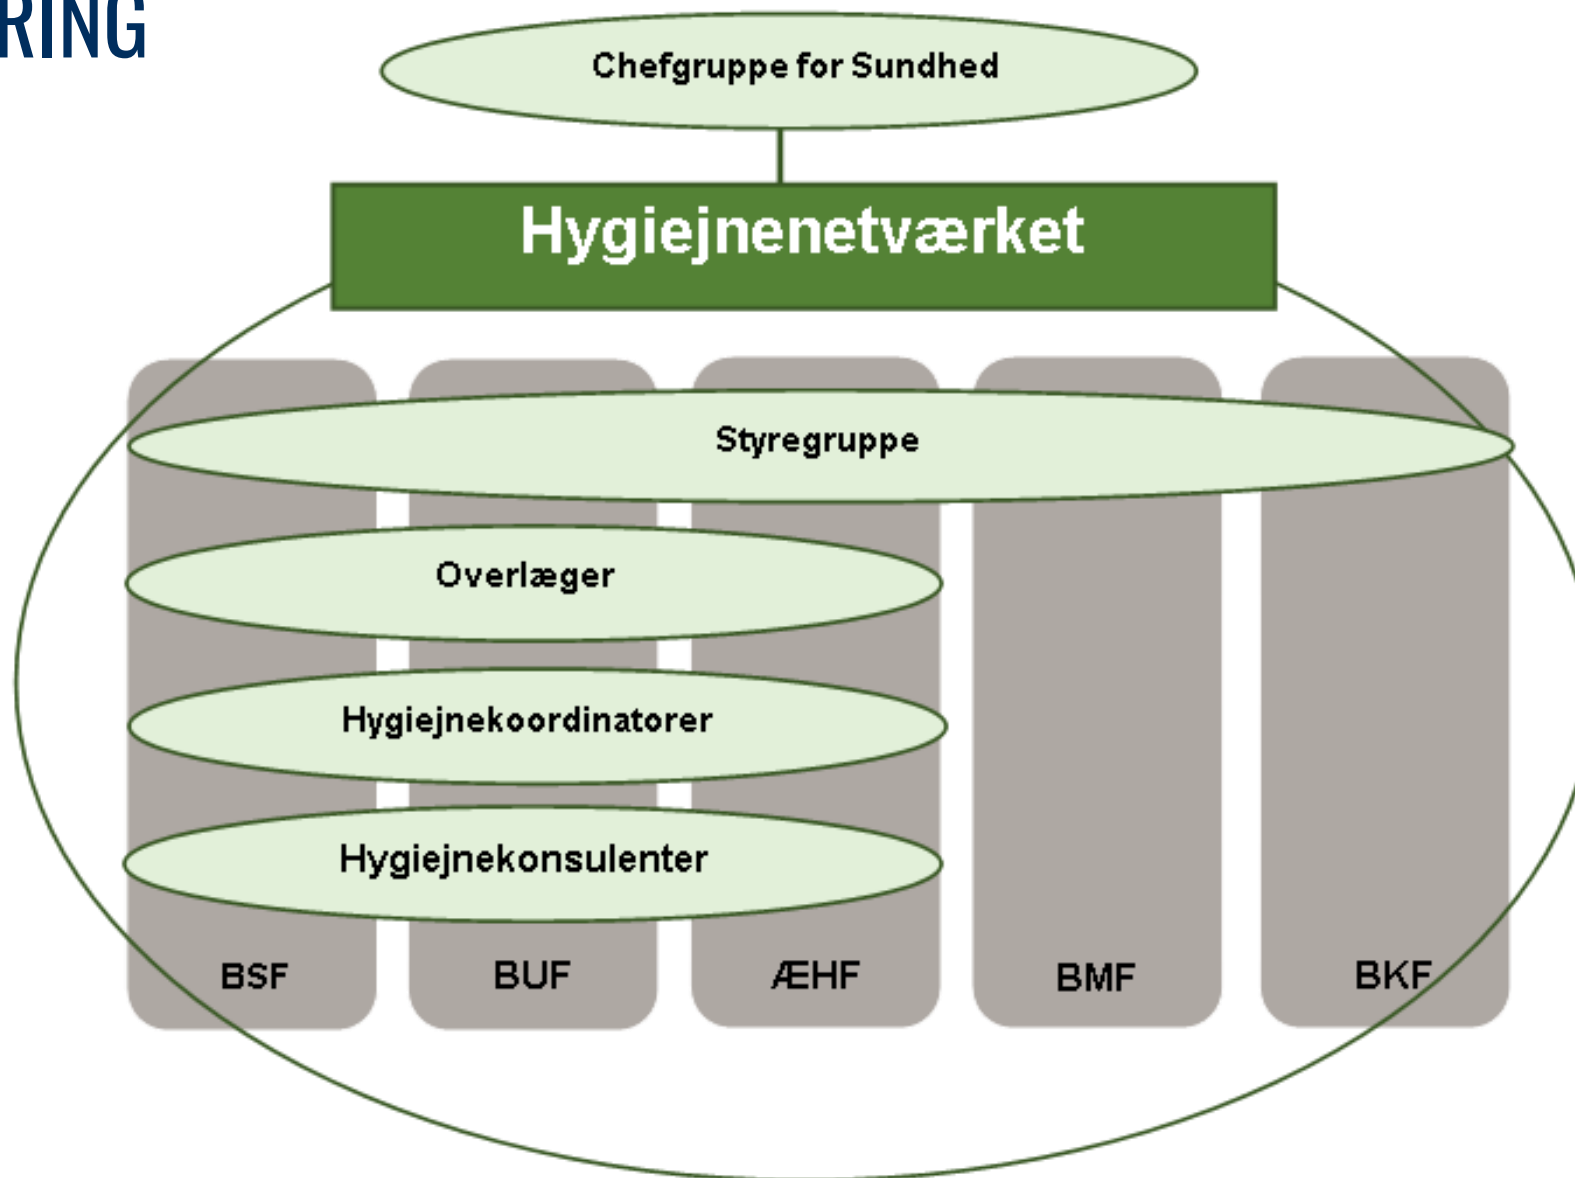 RING
Chefgruppe for Sundhed
Hygiejnenetværket
Styregruppe
Overlæger
Hygiejnekoordinatorer
Hygiejnekonsulenter
BSF BUF ÆHF BMF BKF